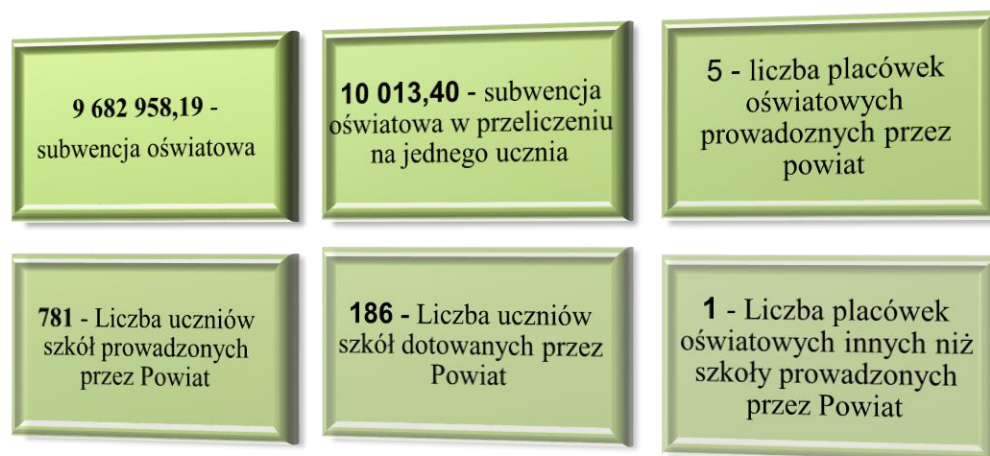 9 682 958,19 -
subwencja oświatowa
10 013,40 - subwencja
oświatowa w przeliczeniu
na jednego ucznia
5 - liczba placówek
oświatowych
prowadoznych przez
powiat
781 - Liczba uczniów
szkół prowadzonych
przez Powiat
186 - Liczba uczniów
szkół dotowanych przez
Powiat
1 - Liczba placówek
oświatowych innych niż
szkoły prowadzonych
przez Powiat